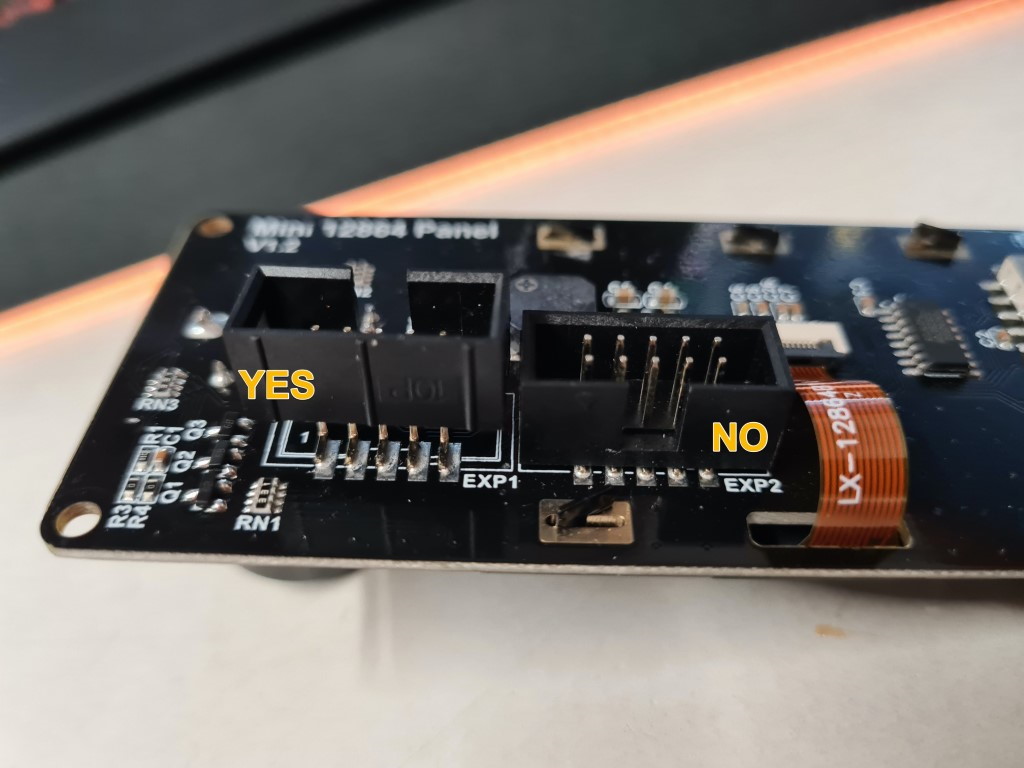 Mini 12864 Panel
V1.2
YES
NO
10P
1
EXP1
EXP2
RN3
R1
C1
Q3
Q2
Q1
R3
R4
RN1
LX-12864